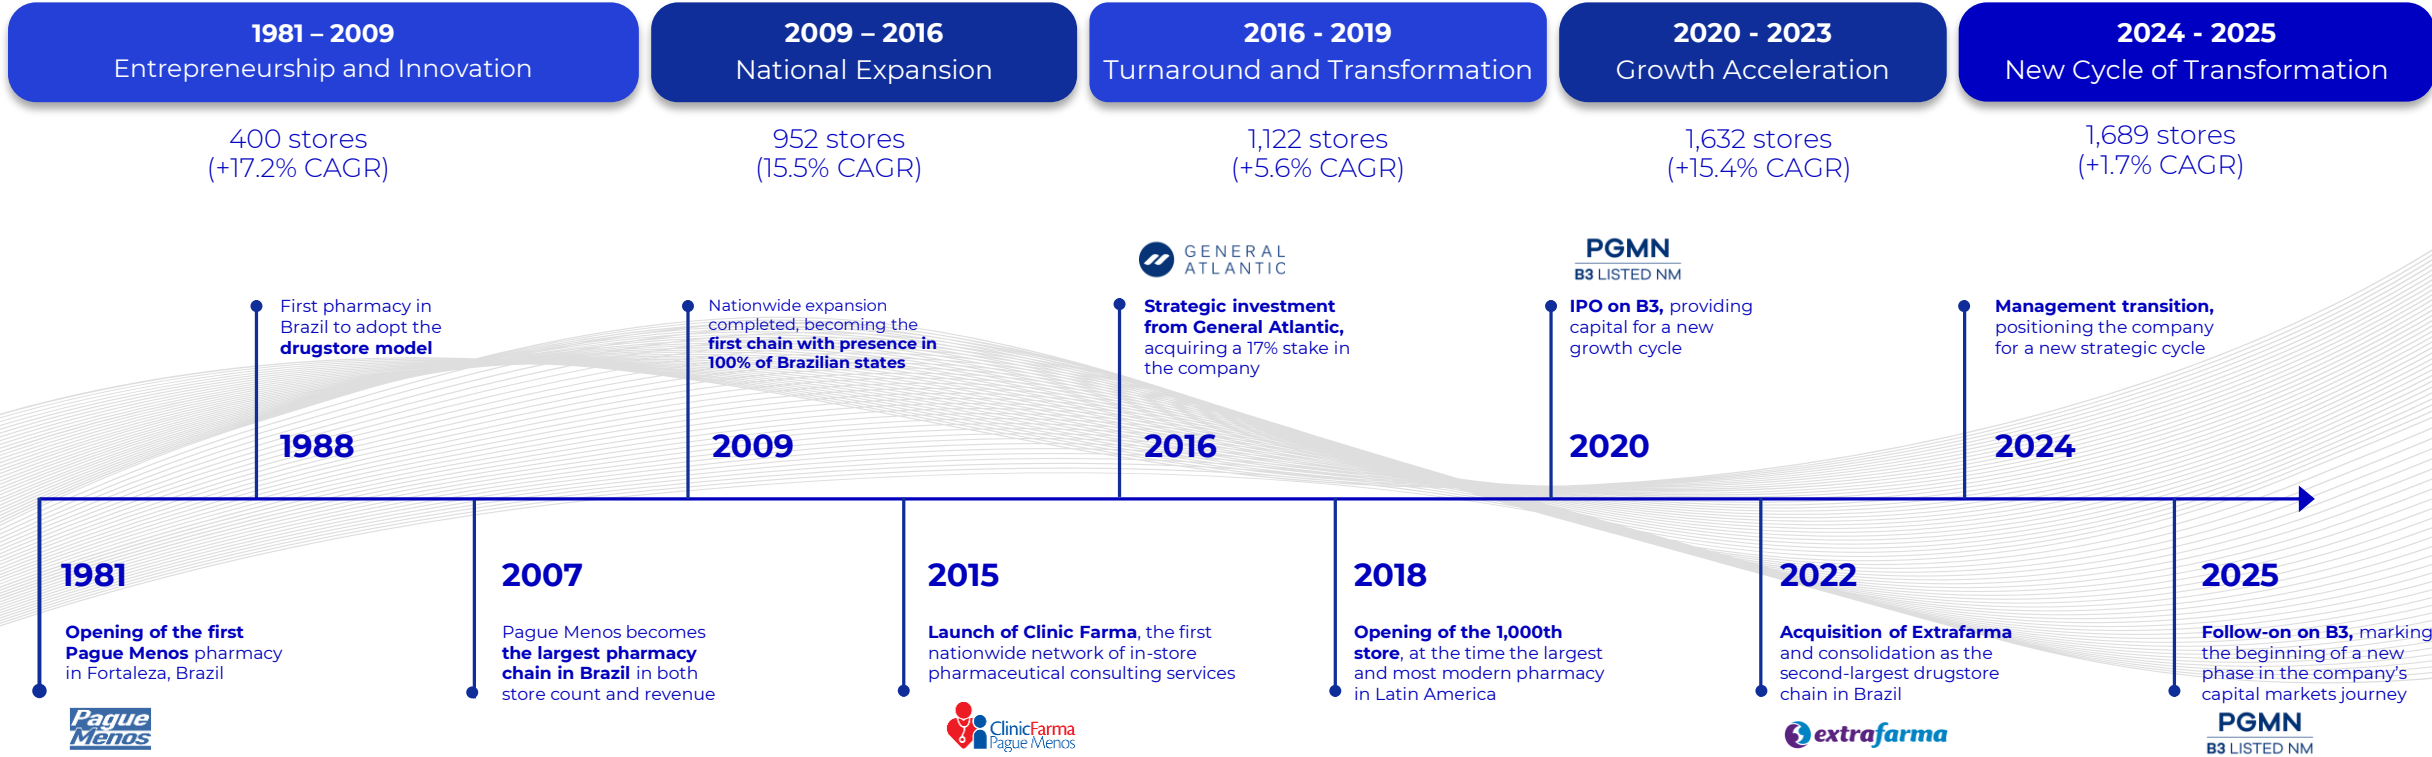 1981 – 2009
Entrepreneurship and Innovation
2009 – 2016
National Expansion
2016 - 2019
Turnaround and Transformation
2020 - 2023
Growth Acceleration
2024 - 2025
New Cycle of Transformation
400 stores
(+17.2% CAGR)
952 stores
(15.5% CAGR)
1,122 stores
(+5.6% CAGR)
1,632 stores
(+15.4% CAGR)
1,689 stores
(+1.7% CAGR)
First pharmacy in
Brazil to adopt the
drugstore model
1988
Nationwide expansion
completed, becoming the
first chain with presence in
100% of Brazilian states
2009
GENERAL
ATLANTIC
Strategic investment
from General Atlantic,
acquiring a 17% stake in
the company
2016
PGMN
B3 LISTED NM
IPO on B3, providing
capital for a new
growth cycle
2020
Management transition,
positioning the company
for a new strategic cycle
2024
1981
Opening of the first
Pague Menos pharmacy
in Fortaleza, Brazil
Pague
Menos
2007
Pague Menos becomes
the largest pharmacy
chain in Brazil in both
store count and revenue
2015
Launch of Clinic Farma, the first
nationwide network of in-store
pharmaceutical consulting services
ClinicFarma
Pague Menos
2018
Opening of the 1,000th
store, at the time the largest
and most modern pharmacy
in Latin America
2022
Acquisition of Extrafarma
and consolidation as the
second-largest drugstore
chain in Brazil
extrafarma
2025
Follow-on on B3, marking
the beginning of a new
phase in the company’s
capital markets journey
PGMN
B3 LISTED NM